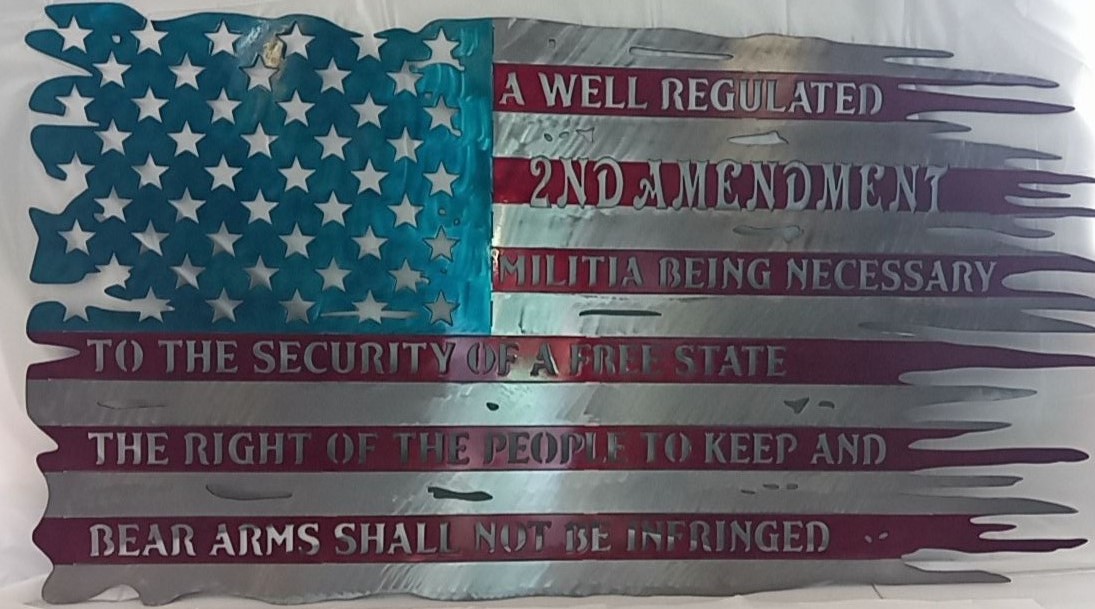 A WELL REGULATED
2ND AMENDMENT
MILITIA BEING NECESSARY
TO THE SECURITY OF A FREE STATE
THE RIGHT OF THE PEOPLE TO KEEP AND
BEAR ARMS SHALL NOT BE INFRINGED